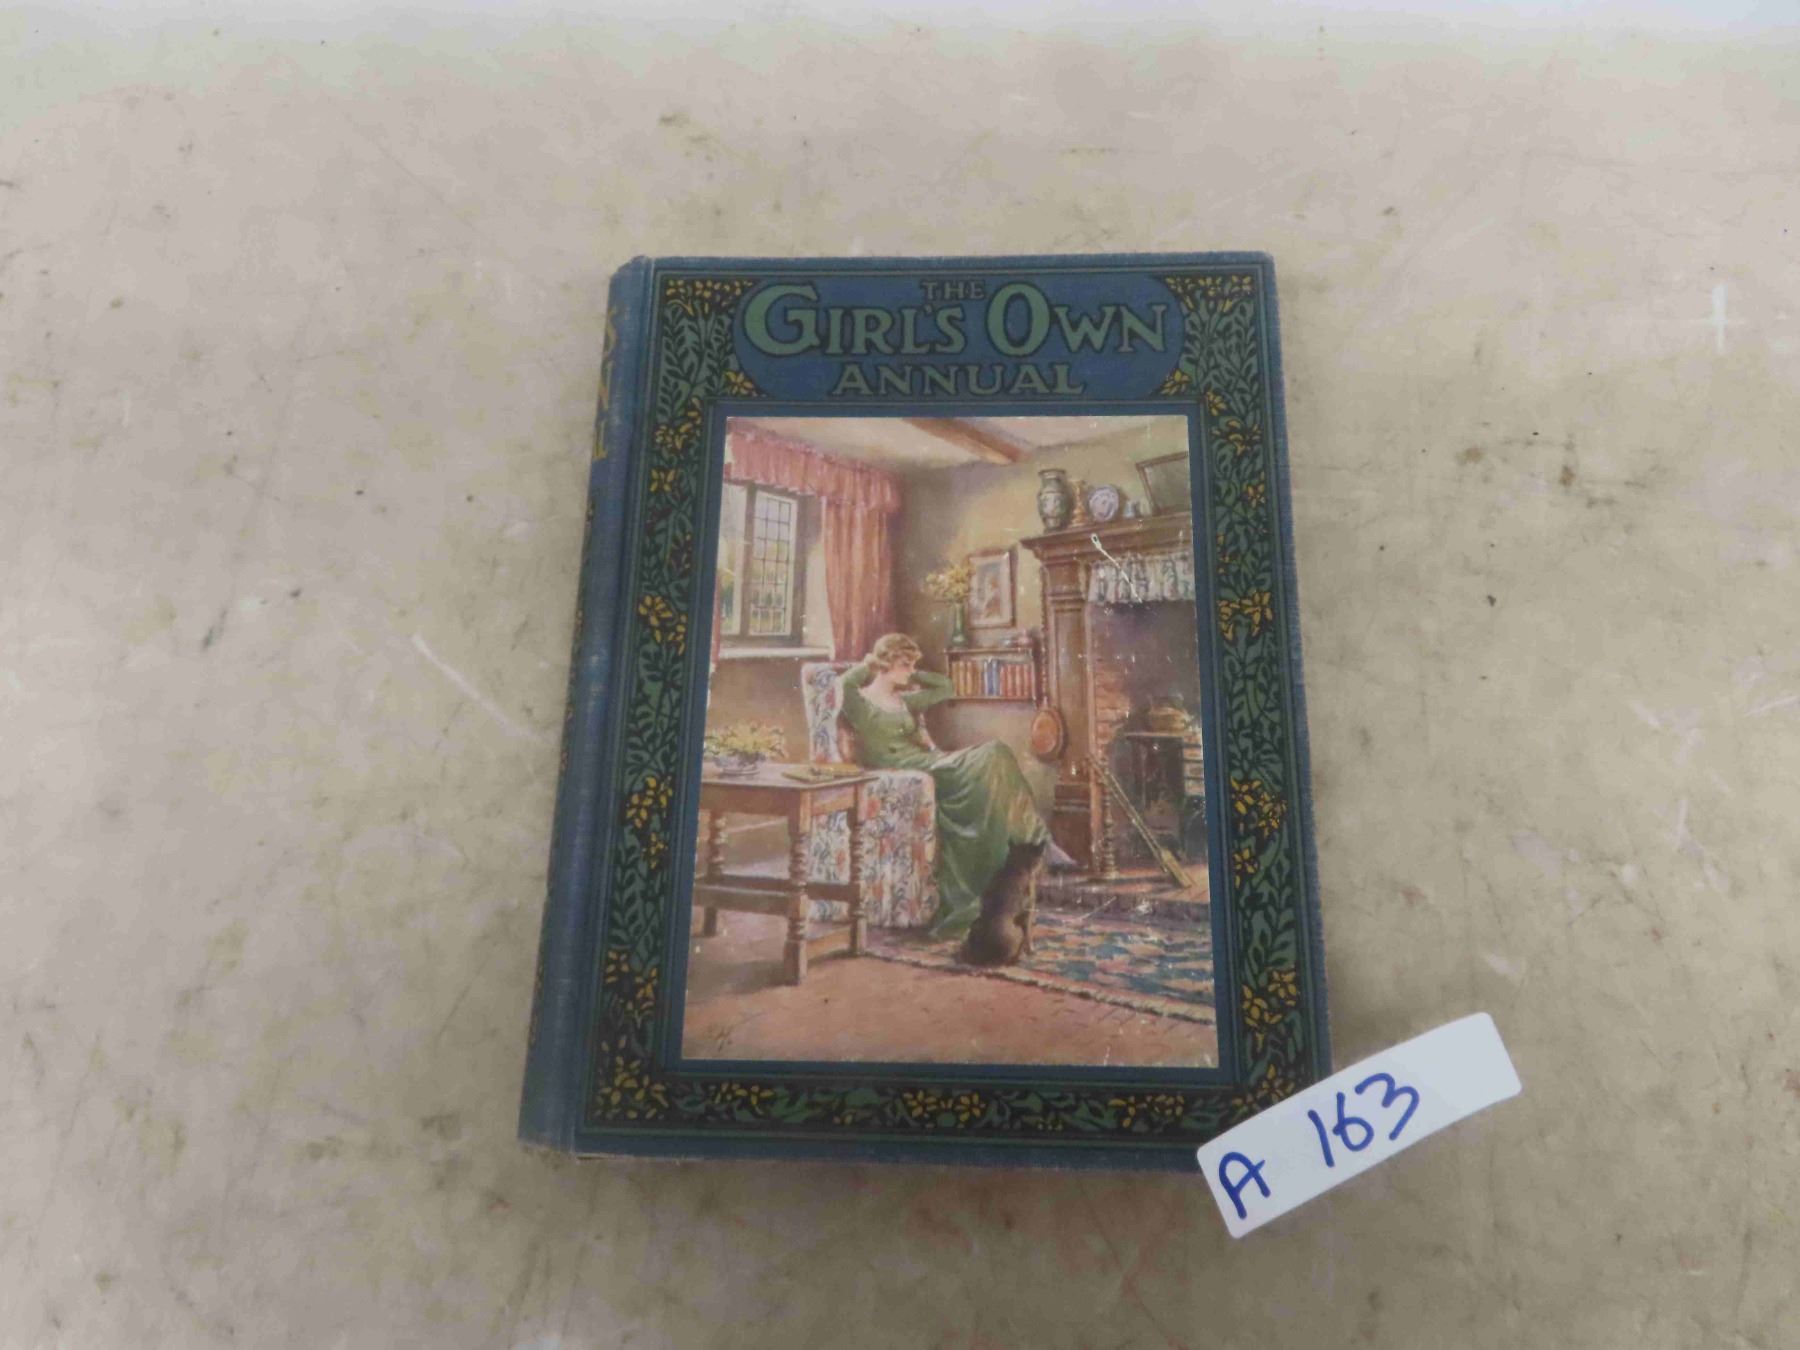 THE
GIRL'S OWN
ANNUAL
A 163